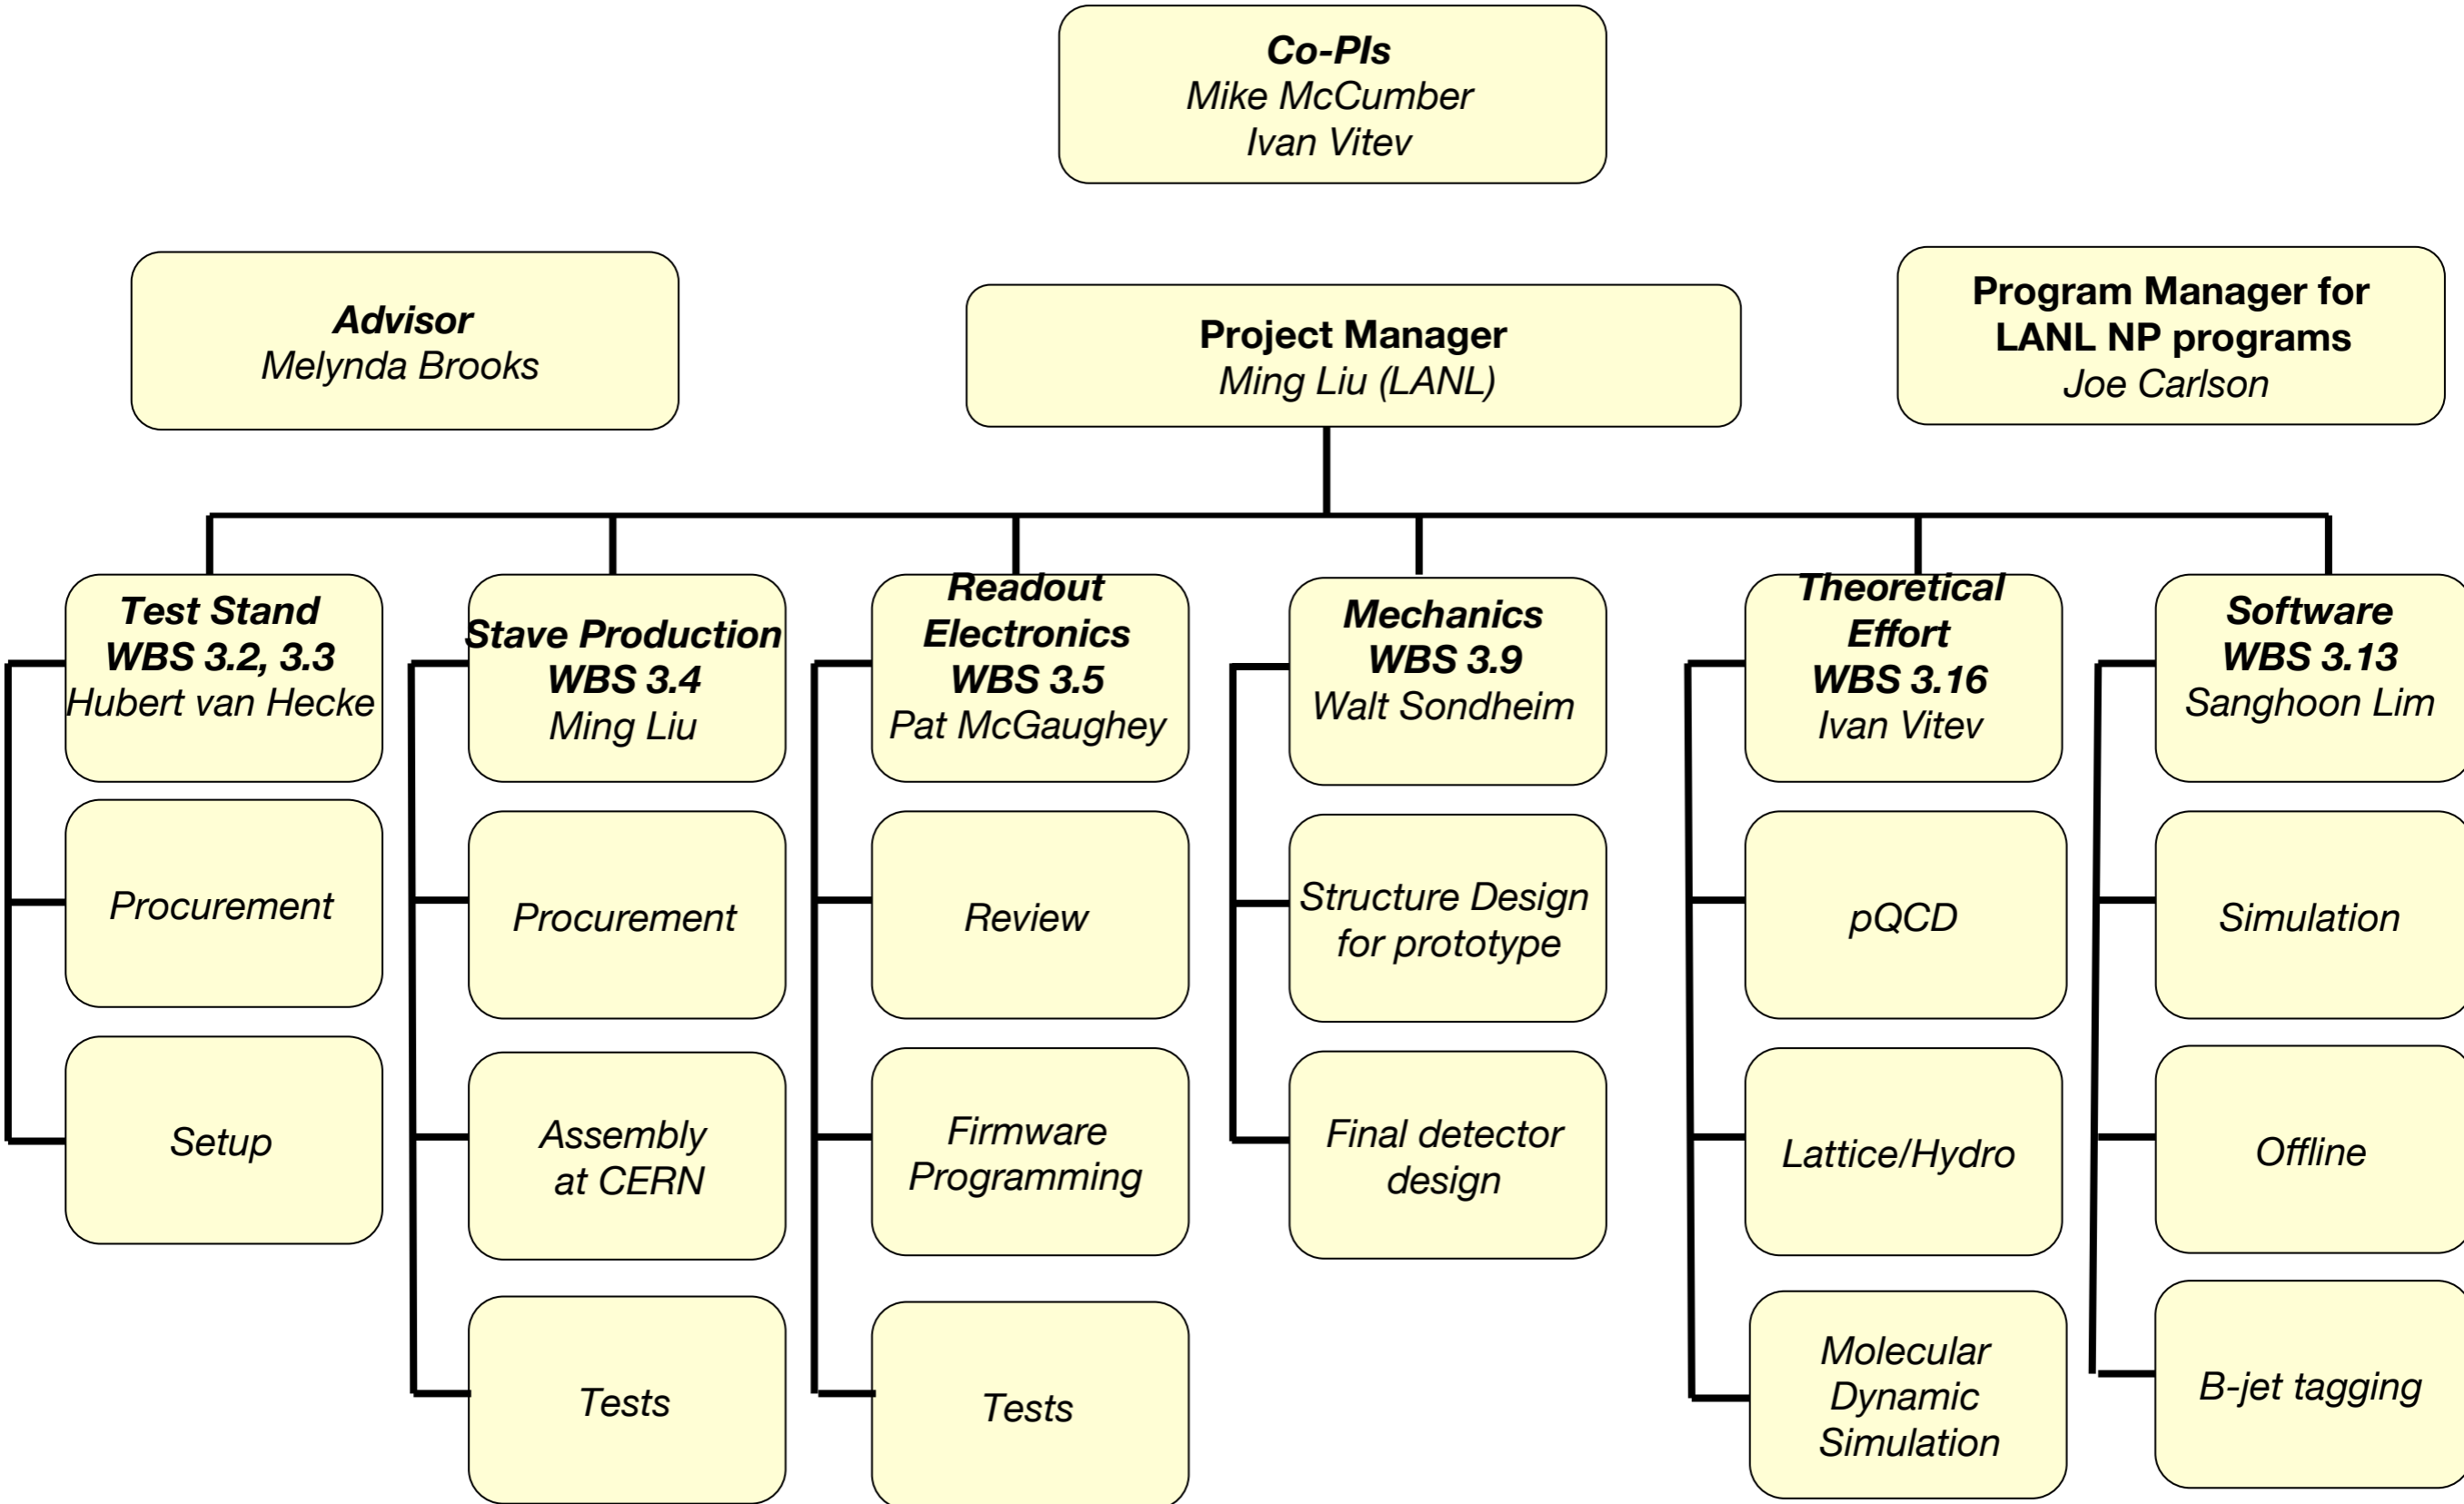 Co-PIs
Mike McCumber
Ivan Vitev
Advisor
Melynda Brooks
Project Manager
Ming Liu (LANL)
Program Manager for
LANL NP programs
Joe Carlson
Test Stand
WBS 3.2, 3.3
Hubert van Hecke
Procurement
Setup
Stave Production
WBS 3.4
Ming Liu
Procurement
Assembly
at CERN
Tests
Readout
Electronics
WBS 3.5
Pat McGaughey
Review
Firmware
Programming
Tests
Mechanics
WBS 3.9
Walt Sondheim
Structure Design
for prototype
Final detector
design
Theoretical
Effort
WBS 3.16
Ivan Vitev
pQCD
Lattice/Hydro
Molecular
Dynamic
Simulation
Software
WBS 3.13
Sanghoon Lim
Simulation
Offline
B-jet tagging